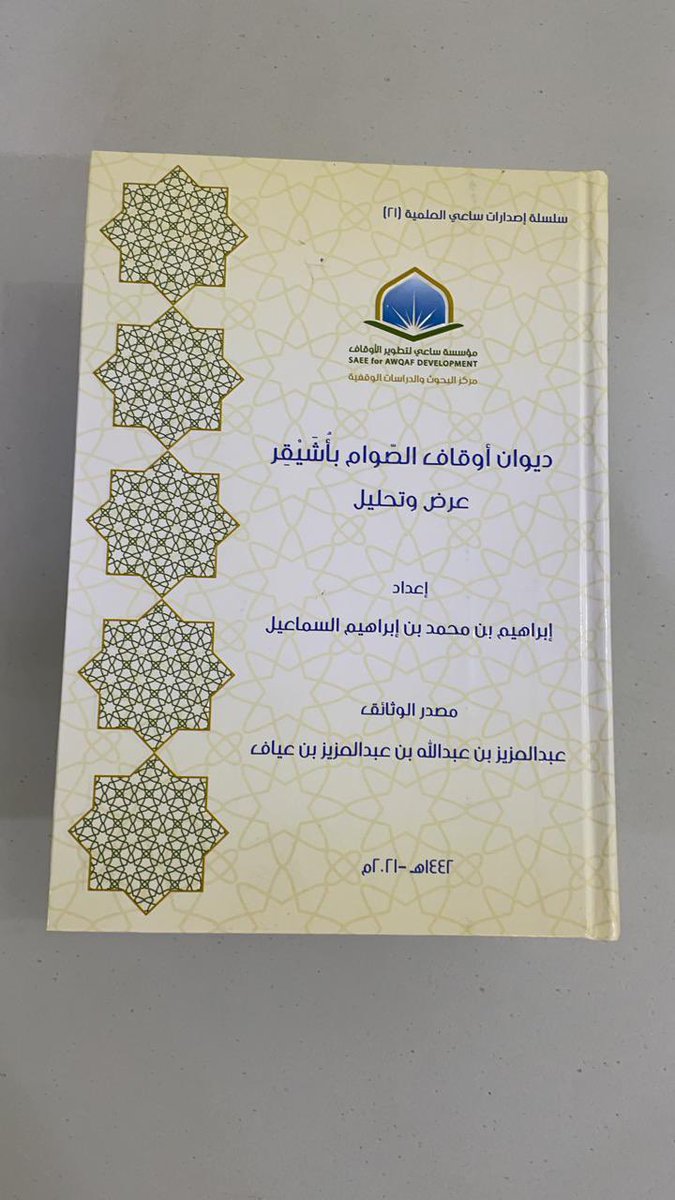 سلسلة إصدارات ساعي العلمية (٢١)
مؤسسة ساعي لتطوير الأوقاف
SAEE for AWQAF DEVELOPMENT
مركز البحوث والدراسات الوقفية
ديوان أوقاف الصّوام بأُشَيْقِر
عرض وتحليل
إعداد
إبراهيم بن محمد بن إبراهيم السماعيل
مصدر الوثائق
عبدالعزيز بن عبدالله بن عبدالعزيز بن عياف
١٤٤٢هـ -٢٠٢١م